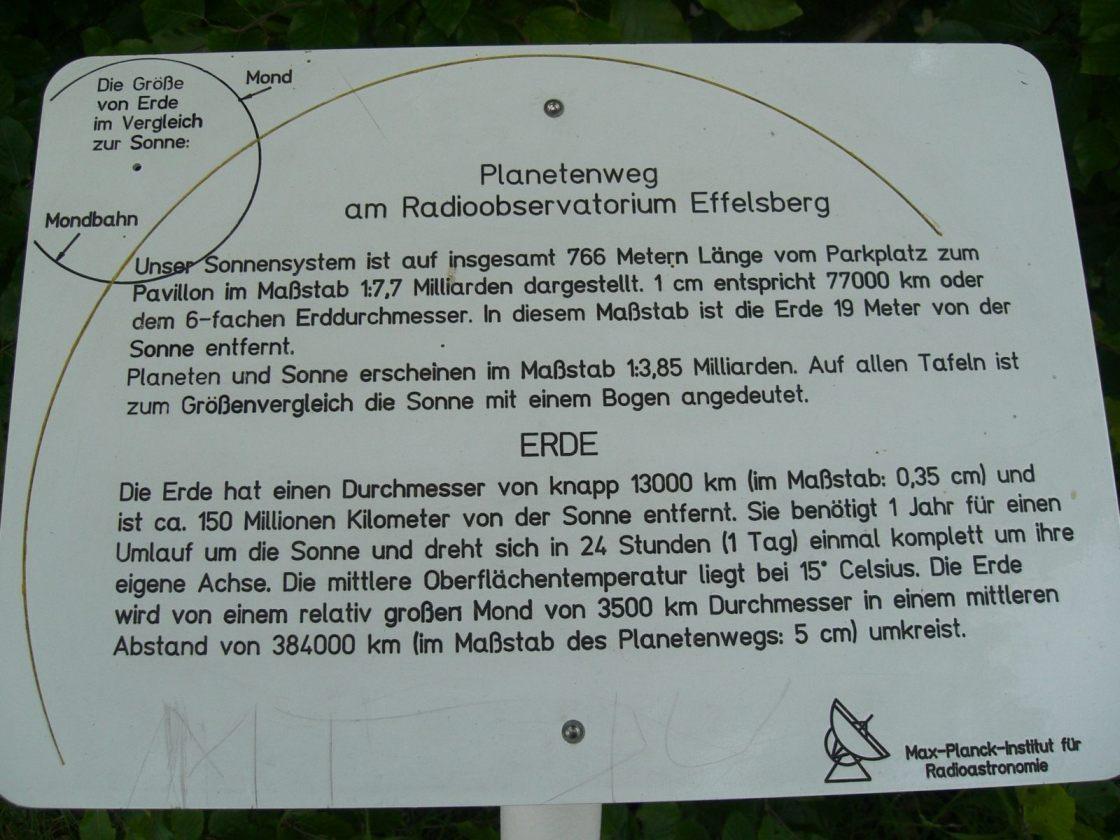 Die Größe
von Erde
im Vergleich
zur Sonne:
Mond
Mondbahn
Planetenweg
am Radioobservatorium Effelsberg
Unser Sonnensystem ist auf insgesamt 766 Metern Länge vom Parkplatz zum
Pavillon im Maßstab 1:7,7 Milliarden dargestellt. 1 cm entspricht 77000 km oder
dem 6-fachen Erddurchmesser. In diesem Maßstab ist die Erde 19 Meter von der
Sonne entfernt.
Planeten und Sonne erscheinen im Maßstab 1:3,85 Milliarden. Auf allen Tafeln ist
zum Größenvergleich die Sonne mit einem Bogen angedeutet.
ERDE
Die Erde hat einen Durchmesser von knapp 13000 km (im Maßstab: 0,35 cm) und
ist ca. 150 Millionen Kilometer von der Sonne entfernt. Sie benötigt 1 Jahr für einen
Umlauf um die Sonne und dreht sich in 24 Stunden (1 Tag) einmal komplett um ihre
eigene Achse. Die mittlere Oberflächentemperatur liegt bei 15° Celsius. Die Erde
wird von einem relativ großen Mond von 3500 km Durchmesser in einem mittleren
Abstand von 384000 km (im Maßstab des Planetenwegs: 5 cm) umkreist.
Max-Planck-Institut für
Radioastronomie